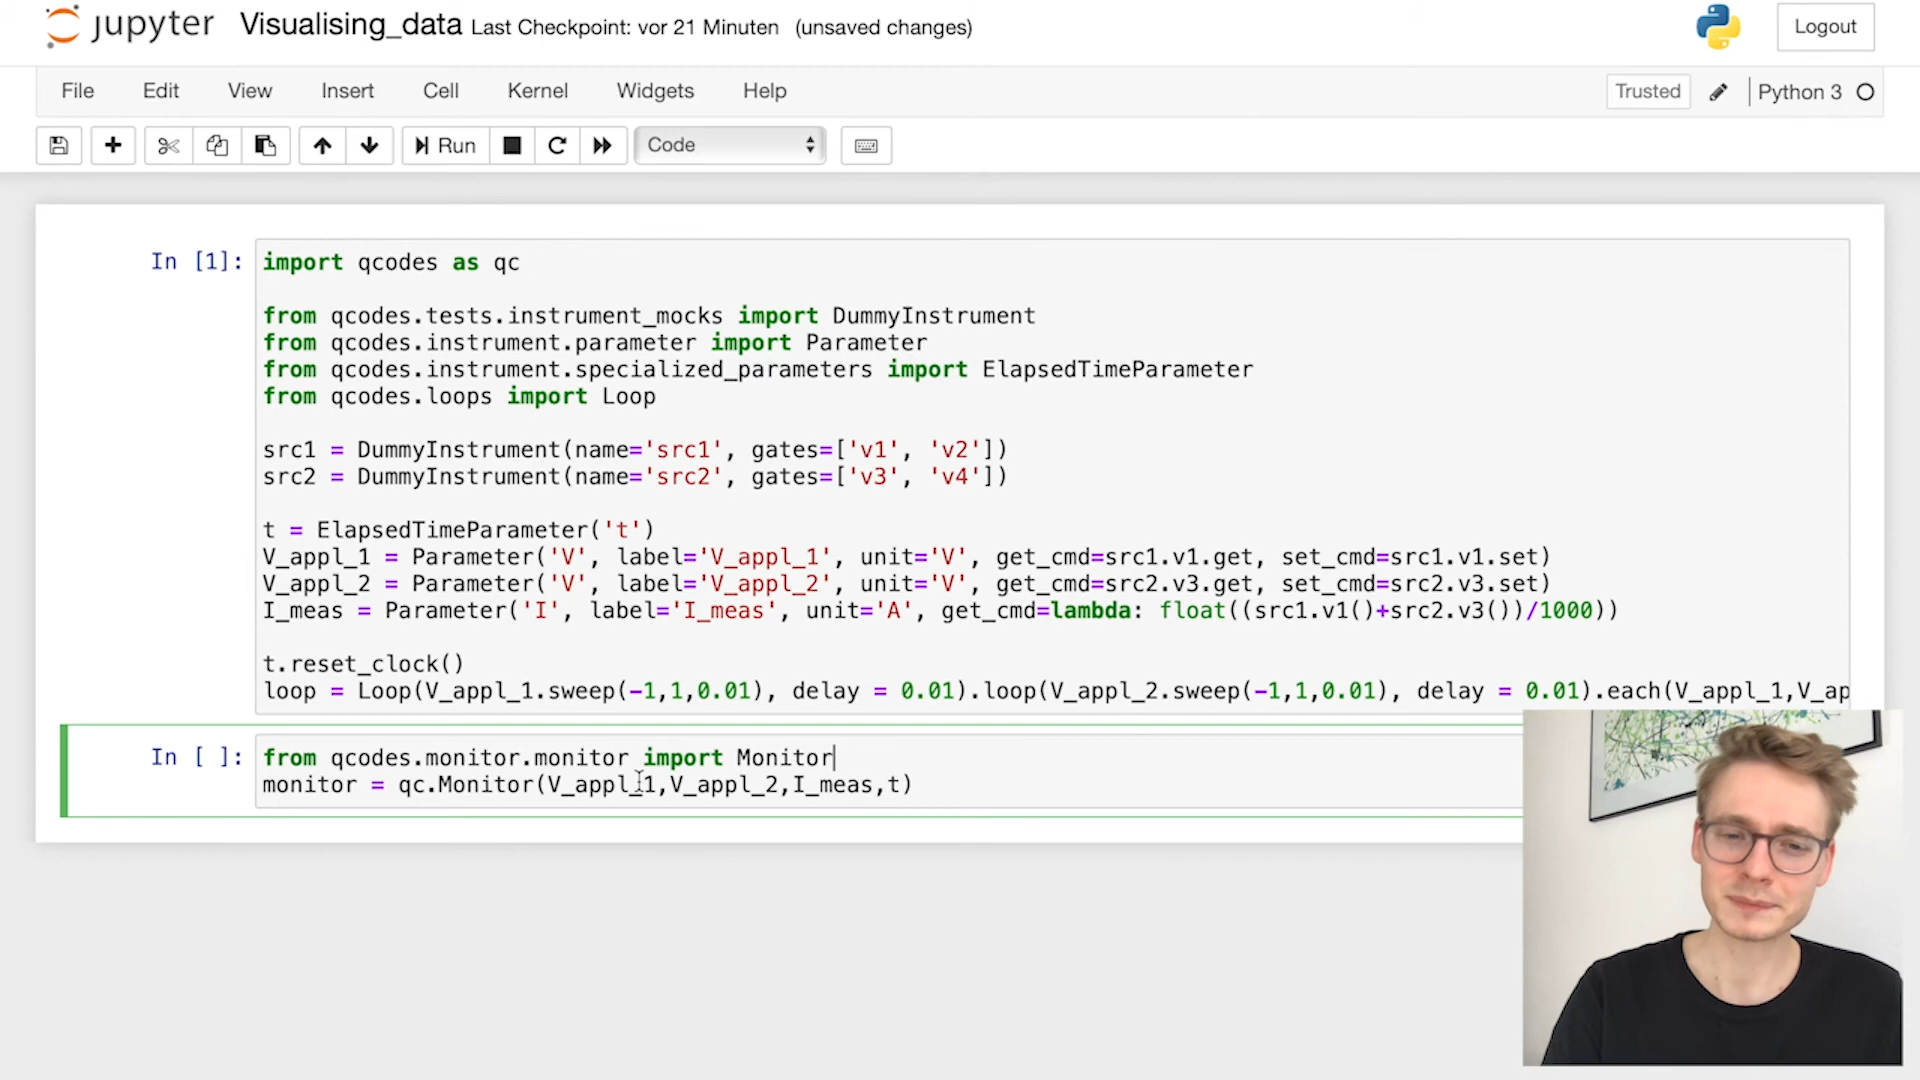 jupyter Visualising_data Last Checkpoint: vor 21 Minuten (unsaved changes) Logout
File Edit View Insert Cell Kernel Widgets Help Trusted Python 3
Run Code
In [1]: import qcodes as qc
from qcodes.tests.instrument_mocks import DummyInstrument
from qcodes.instrument.parameter import Parameter
from qcodes.instrument.specialized_parameters import ElapsedTimeParameter
from qcodes.loops import Loop
src1 = DummyInstrument(name='src1', gates=['v1', 'v2'])
src2 = DummyInstrument(name='src2', gates=['v3', 'v4'])
t = ElapsedTimeParameter('t')
V_appl_1 = Parameter('V', label='V_appl_1', unit='V', get_cmd=src1.v1.get, set_cmd=src1.v1.set)
V_appl_2 = Parameter('V', label='V_appl_2', unit='V', get_cmd=src2.v3.get, set_cmd=src2.v3.set)
I_meas = Parameter('I', label='I_meas', unit='A', get_cmd=lambda: float((src1.v1()+src2.v3())/1000))
t.reset_clock()
loop = Loop(V_appl_1.sweep(-1,1,0.01), delay = 0.01).loop(V_appl_2.sweep(-1,1,0.01), delay = 0.01).each(V_appl_1,V_ap
In [ ]: from qcodes.monitor.monitor import Monitor
monitor = qc.Monitor(V_appl_1,V_appl_2,I_meas,t)